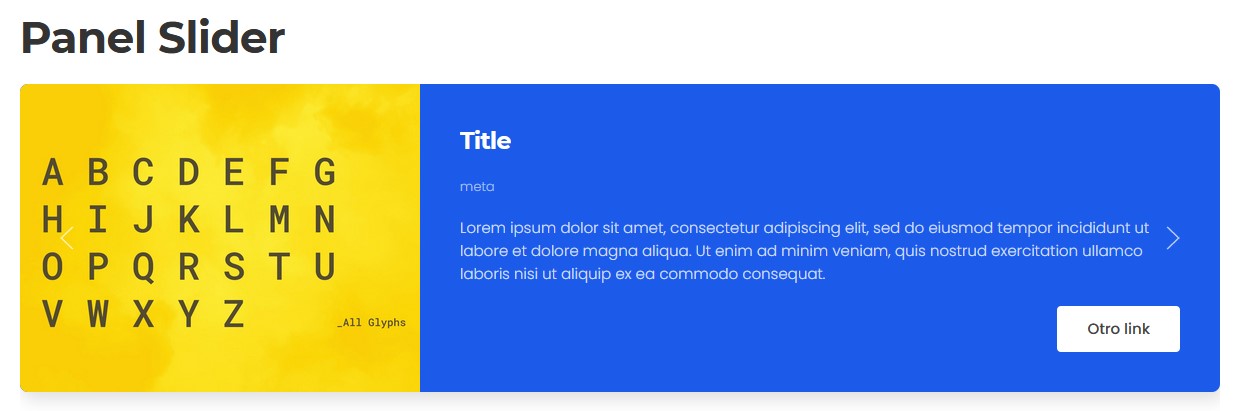 Panel Slider
A B C D E F G
H I J K L M N
O P Q R S T U
V W X Y Z
_All Glyphs
Title
meta
Lorem ipsum dolor sit amet, consectetur adipiscing elit, sed do eiusmod tempor incididunt ut
labore et dolore magna aliqua. Ut enim ad minim veniam, quis nostrud exercitation ullamco
laboris nisi ut aliquip ex ea commodo consequat.
Otro link